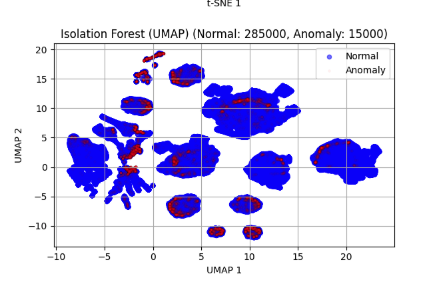 t-SNE 1
Isolation Forest (UMAP) (Normal: 285000, Anomaly: 15000)
20
15
10
5
0
−5
−10
UMAP 2
Normal
Anomaly
−10 −5 0 5 10 15 20
UMAP 1